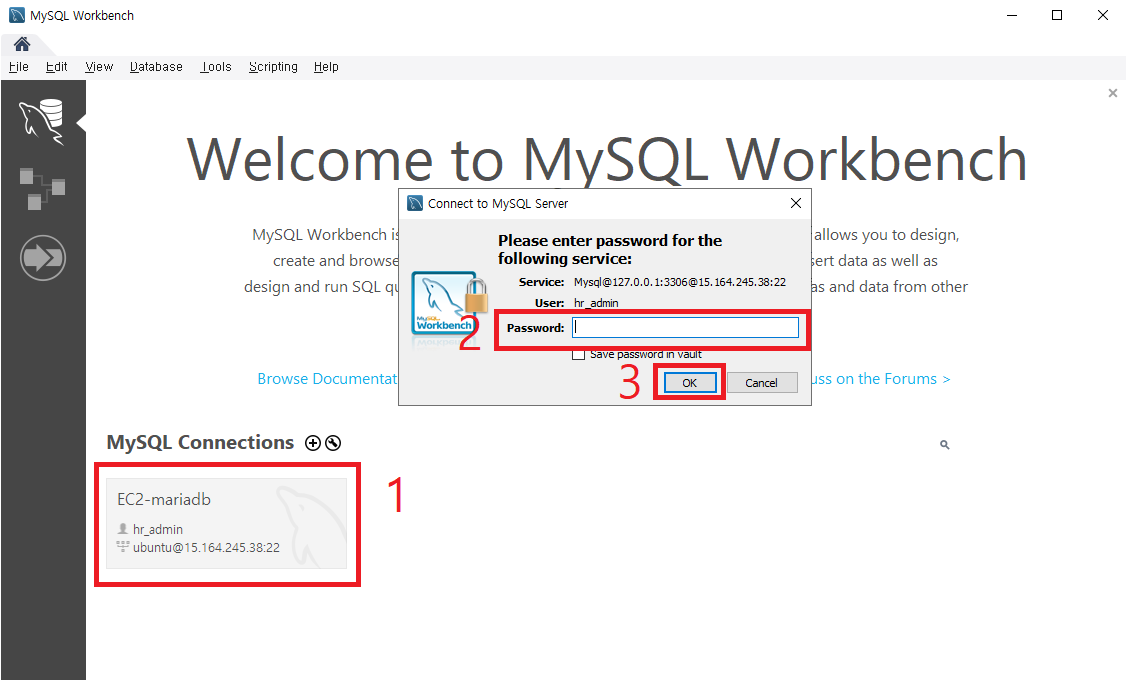 MySQL Workbench
File Edit View Database Tools Scripting Help
Welcome to MySQL Workbench
MySQL Workbench is
allows you to design,
create and browse
sert data as well as
design and run SQL qu
as and data from other
Browse Documentat
uss on the Forums >
Connect to MySQL Server
Please enter password for the
following service:
Service: Mysql@127.0.0.1:3306@15.164.245.38:22
User: hr_admin
MySQL
Workbench
2
Password:
Save password in vault
3
OK Cancel
MySQL Connections
1
EC2-mariadb
hr_admin
ubuntu@15.164.245.38:22